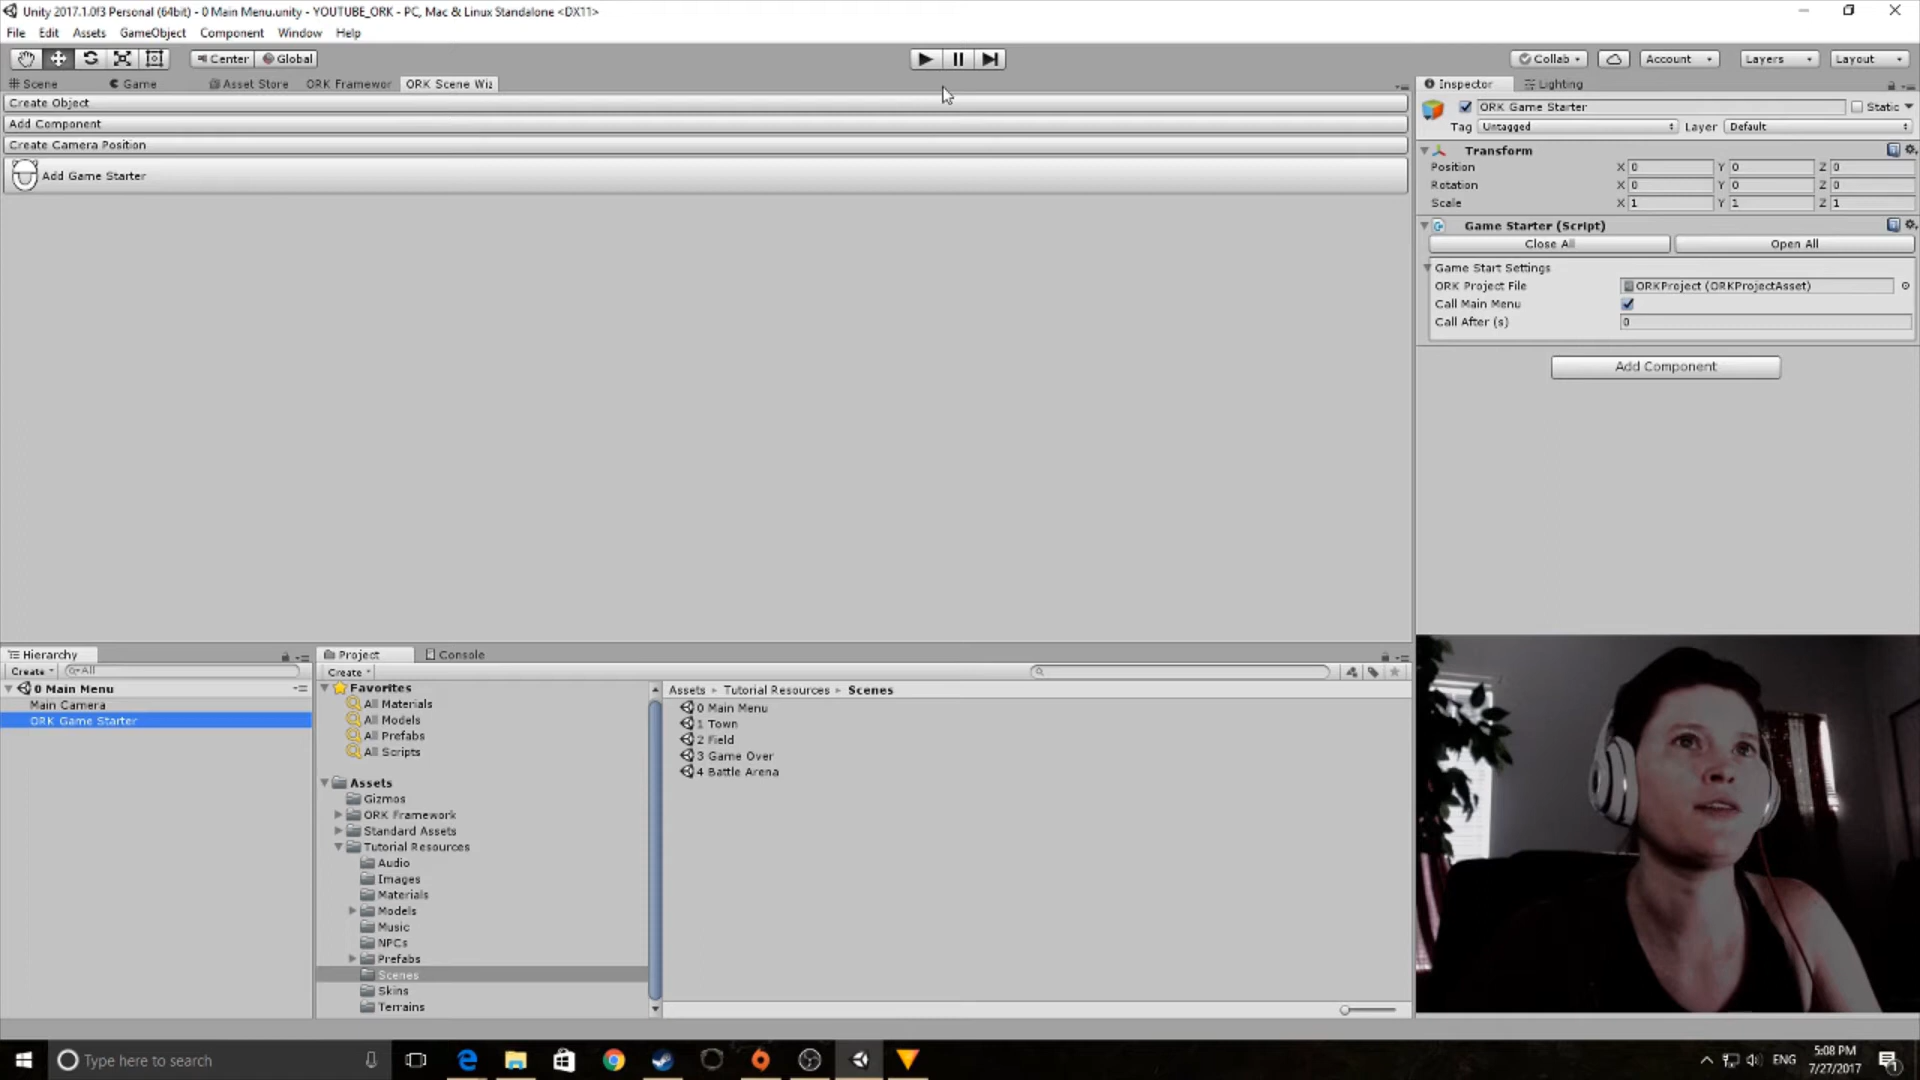 Unity 2017.1.0f3 Personal (64bit) - 0 Main Menu.unity - YOUTUBE_ORK - PC, Mac & Linux Standalone <DX11>
File Edit Assets GameObject Component Window Help
Center Global Collab Account Layers Layout
Scene Game Asset Store ORK Framewor ORK Scene Wiz
Create Object
Add Component
Create Camera Position
Add Game Starter
Inspector Lighting
ORK Game Starter Static
Tag Untagged Layer Default
Transform
Position X 0 Y 0 Z 0
Rotation X 0 Y 0 Z 0
Scale X 1 Y 1 Z 1
Game Starter (Script)
Close All Open All
Game Start Settings
ORK Project File ORKProject (ORKProjectAsset)
Call Main Menu
Call After (s) 0
Add Component
Hierarchy
Create All
0 Main Menu
Main Camera
ORK Game Starter
Project Console
Create
Favorites
All Materials
All Models
All Prefabs
All Scripts
Assets
Gizmos
ORK Framework
Standard Assets
Tutorial Resources
Audio
Images
Materials
Models
Music
NPCs
Prefabs
Scenes
Skins
Terrains
Assets Tutorial Resources Scenes
0 Main Menu
1 Town
2 Field
3 Game Over
4 Battle Arena
Type here to search
ENG
5:08 PM
7/27/2017
1